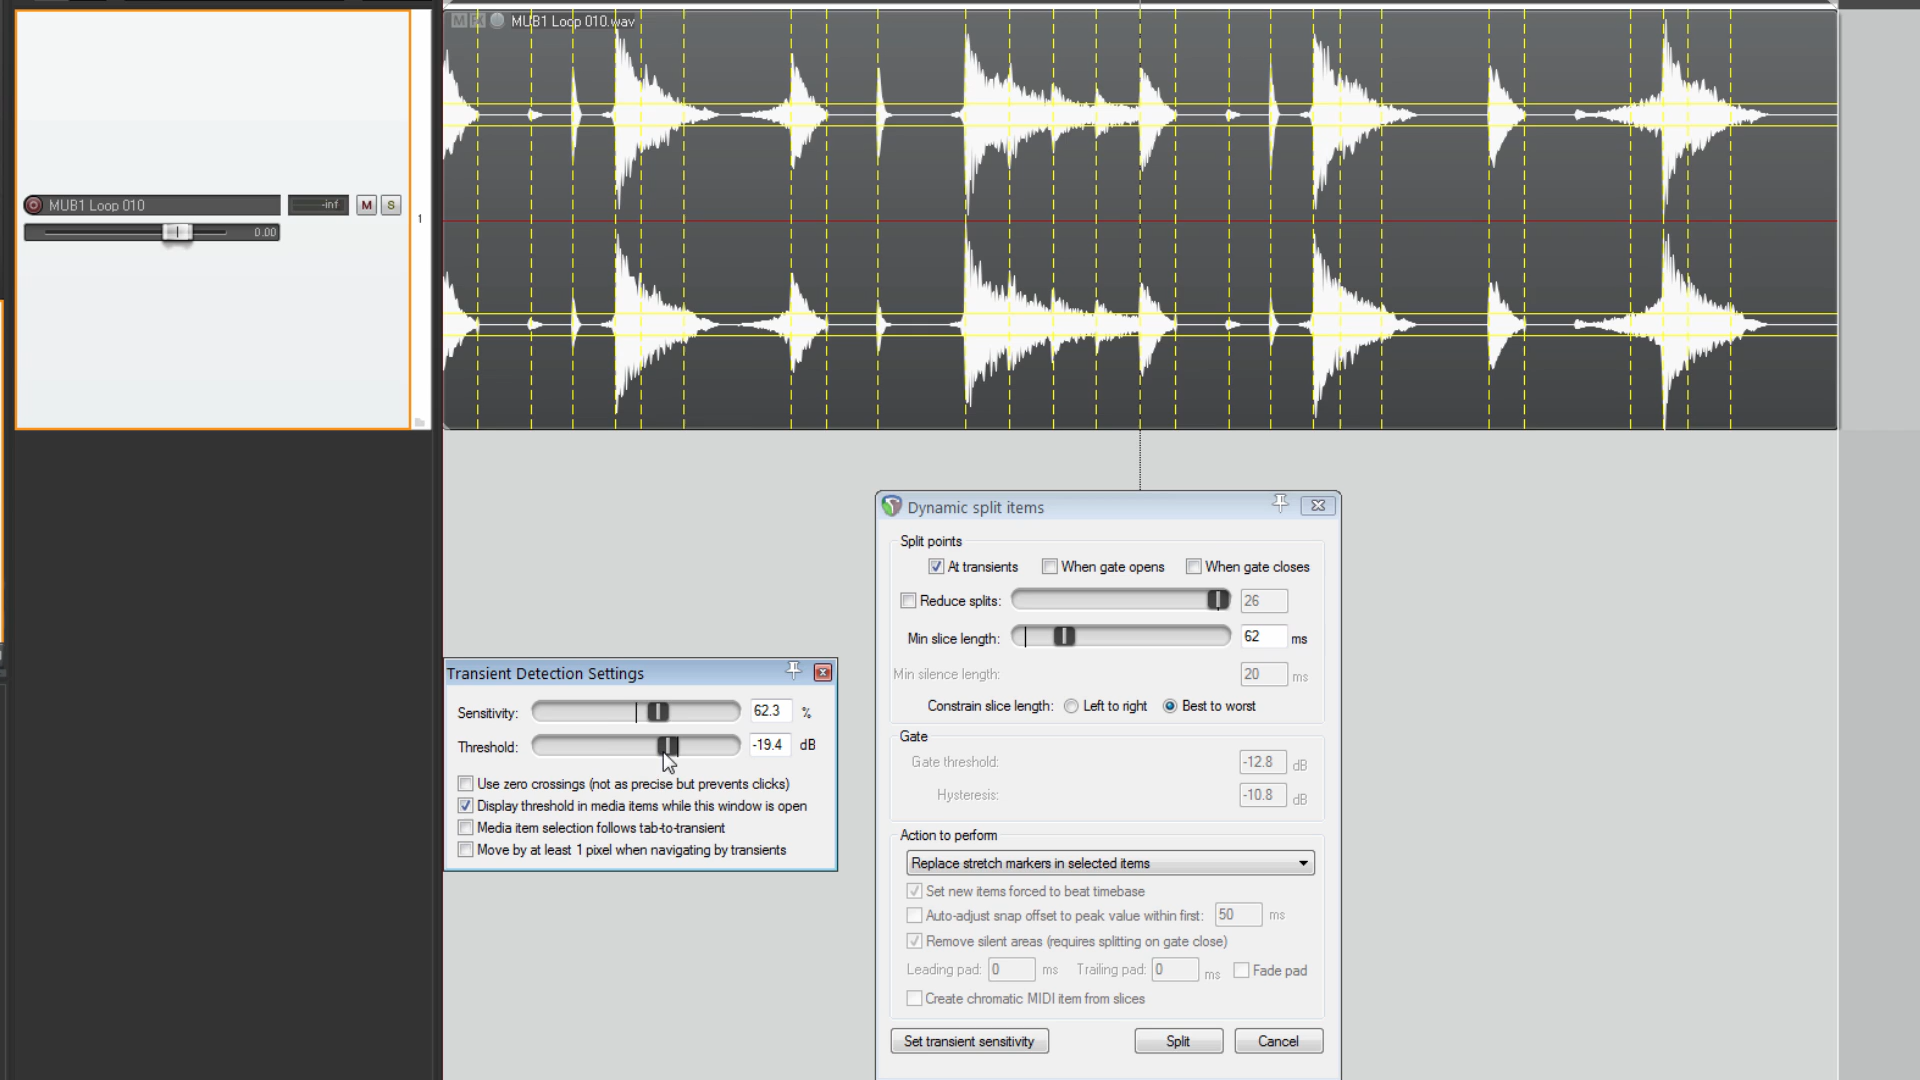 MUB1 Loop 010.wav
MUB1 Loop 010
-inf
M
S
0.00
1
Dynamic split items
Split points
At transients
When gate opens
When gate closes
Reduce splits:
26
Min slice length:
62
ms
Min silence length:
20
ms
Constrain slice length:
Left to right
Best to worst
Gate
Gate threshold:
-12.8
dB
Hysteresis:
-10.8
dB
Action to perform
Replace stretch markers in selected items
Set new items forced to beat timebase
Auto-adjust snap offset to peak value within first:
50
ms
Remove silent areas (requires splitting on gate close)
Leading pad:
0
ms
Trailing pad:
0
ms
Fade pad
Create chromatic MIDI item from slices
Set transient sensitivity
Split
Cancel
Transient Detection Settings
Sensitivity:
62.3
%
Threshold:
-19.4
dB
Use zero crossings (not as precise but prevents clicks)
Display threshold in media items while this window is open
Media item selection follows tab-to-transient
Move by at least 1 pixel when navigating by transients